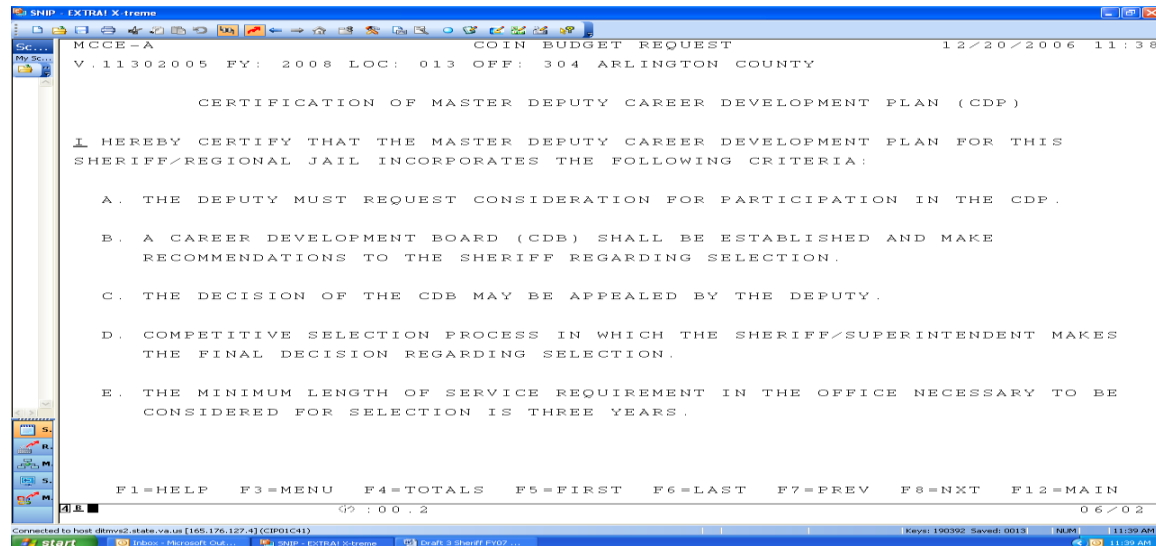 SNIP - EXTRA! X-treme
Sc...
My Sc...
MCCE-A COIN BUDGET REQUEST 12/20/2006 11:38
V.11302005 FY: 2008 LOC: 013 OFF: 304 ARLINGTON COUNTY
CERTIFICATION OF MASTER DEPUTY CAREER DEVELOPMENT PLAN (CDP)
I HEREBY CERTIFY THAT THE MASTER DEPUTY CAREER DEVELOPMENT PLAN FOR THIS
SHERIFF/REGIONAL JAIL INCORPORATES THE FOLLOWING CRITERIA:
A. THE DEPUTY MUST REQUEST CONSIDERATION FOR PARTICIPATION IN THE CDP.
B. A CAREER DEVELOPMENT BOARD (CDB) SHALL BE ESTABLISHED AND MAKE
RECOMMENDATIONS TO THE SHERIFF REGARDING SELECTION.
C. THE DECISION OF THE CDB MAY BE APPEALED BY THE DEPUTY.
D. COMPETITIVE SELECTION PROCESS IN WHICH THE SHERIFF/SUPERINTENDENT MAKES
THE FINAL DECISION REGARDING SELECTION.
E. THE MINIMUM LENGTH OF SERVICE REQUIREMENT IN THE OFFICE NECESSARY TO BE
CONSIDERED FOR SELECTION IS THREE YEARS.
S.
R.
M.
S.
M.
F1=HELP F3=MENU F4=TOTALS F5=FIRST F6=LAST F7=PREV F8=NXT F12=MAIN
:00.2 06/02
Connected to host ditmvs2.state.va.us [165.176.127.4] (CIP01C41) Keys: 190392 Saved: 0013 NUM 11:39 AM
start Inbox - Microsoft Out... SNIP - EXTRA! X-treme Draft 3 Sheriff FY07 ... 11:39 AM